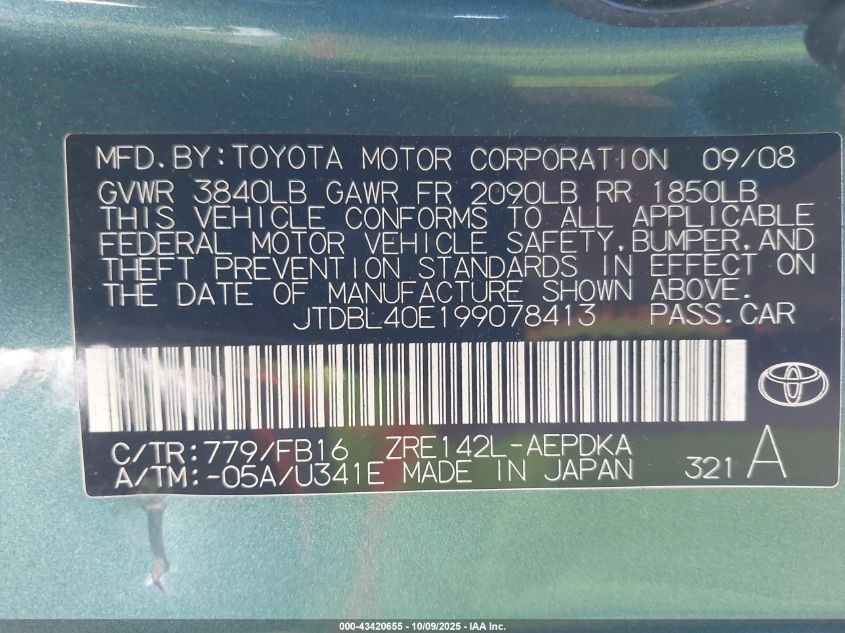 MFD. BY: TOYOTA MOTOR CORPORATION 09/08
GVWR 3840LB GAWR FR 2090LB RR 1850LB
THIS VEHICLE CONFORMS TO ALL APPLICABLE
FEDERAL MOTOR VEHICLE SAFETY, BUMPER, AND
THEFT PREVENTION STANDARDS IN EFFECT ON
THE DATE OF MANUFACTURE SHOWN ABOVE.
JTDBL40E199078413 PASS. CAR
C/TR: 779/FB16 ZRE142L-AEPDKA
A/TM: -05A/U341E MADE IN JAPAN 321 A
000-43420655 - 10/09/2025 - IAA Inc.